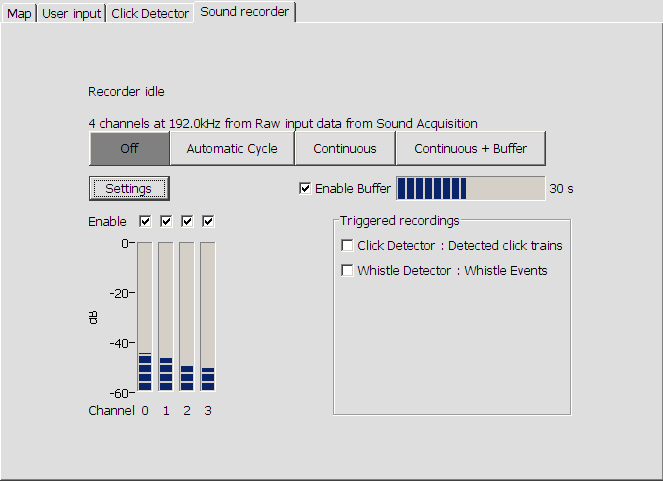 Map User input Click Detector Sound recorder
Recorder idle
4 channels at 192.0kHz from Raw input data from Sound Acquisition
Off Automatic Cycle Continuous Continuous + Buffer
Settings Enable Buffer 30 s
Enable Triggered recordings
0 Click Detector : Detected click trains
Whistle Detector : Whistle Events
-20
dB
-40
-60
Channel 0 1 2 3